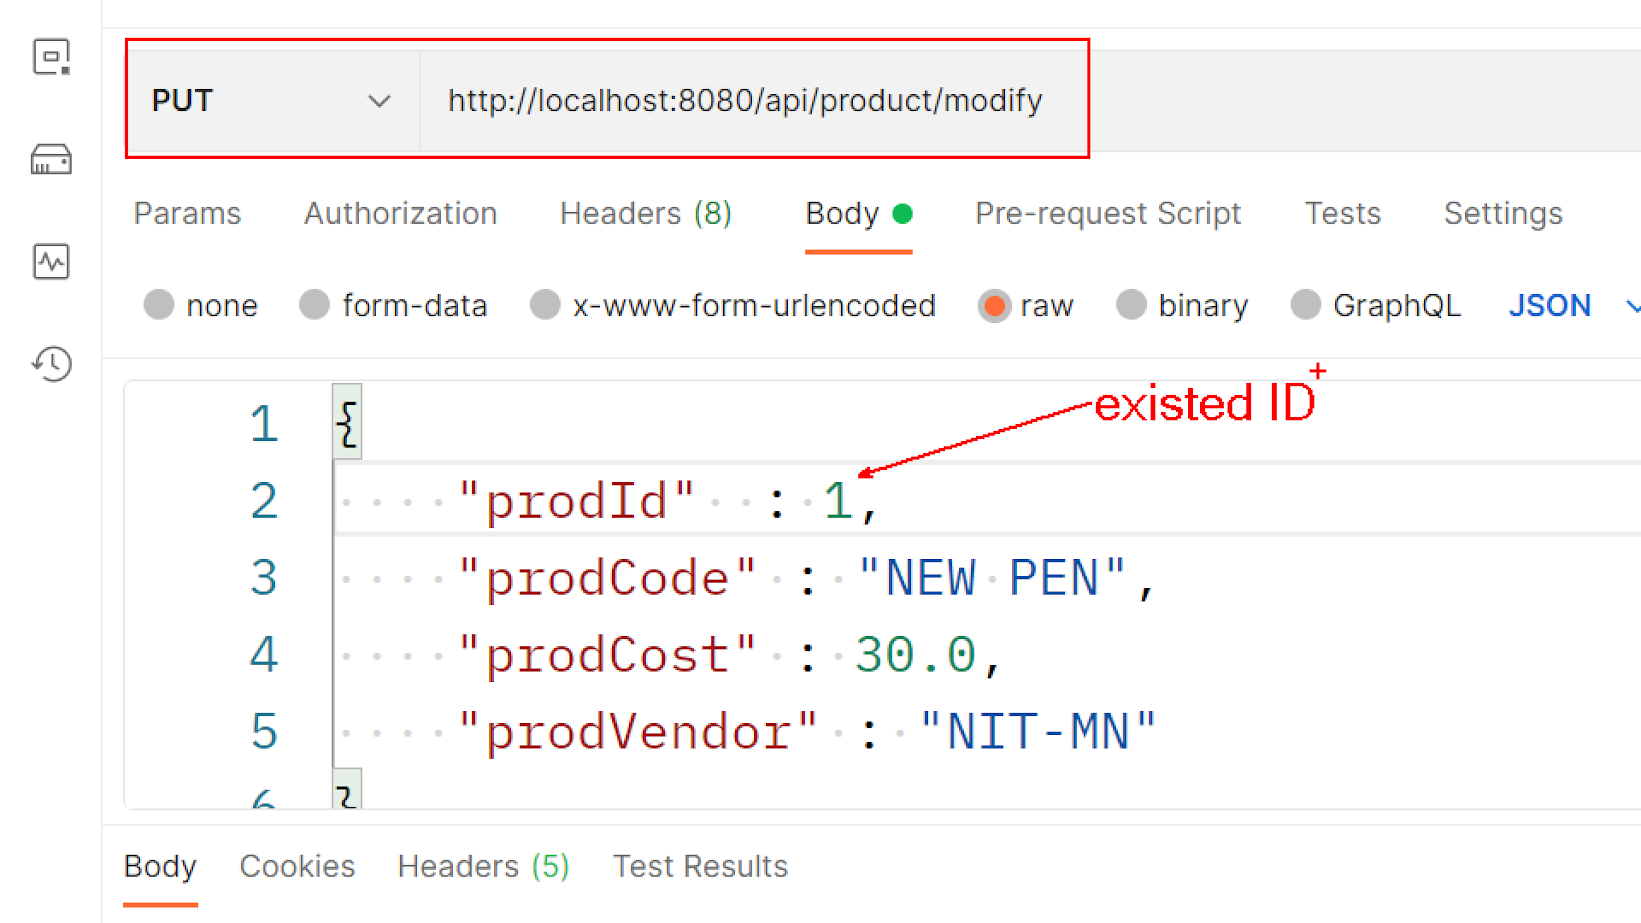 PUT http://localhost:8080/api/product/modify
Params Authorization Headers (8) Body Pre-request Script Tests Settings
none form-data x-www-form-urlencoded raw binary GraphQL JSON
existed ID
1 {
2 "prodId" : 1,
3 "prodCode" : "NEW PEN",
4 "prodCost" : 30.0,
5 "prodVendor" : "NIT-MN"
6 }
Body Cookies Headers (5) Test Results